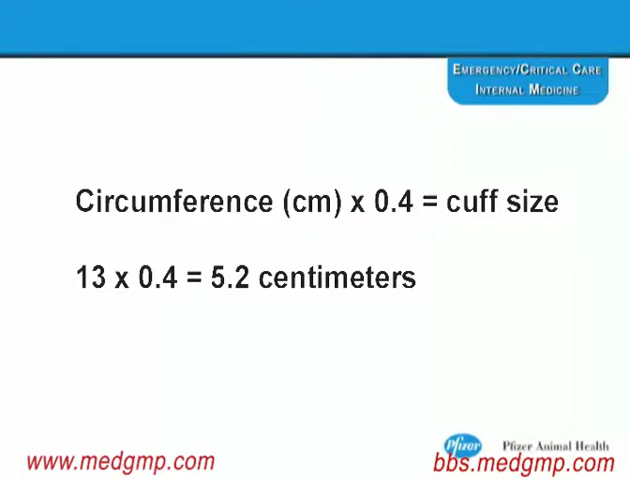 EMERGENCY/CRITICAL CARE
INTERNAL MEDICINE
Circumference (cm) x 0.4 = cuff size
13 x 0.4 = 5.2 centimeters
Pfizer Pfizer Animal Health
www.medgmp.com
bbs.medgmp.com